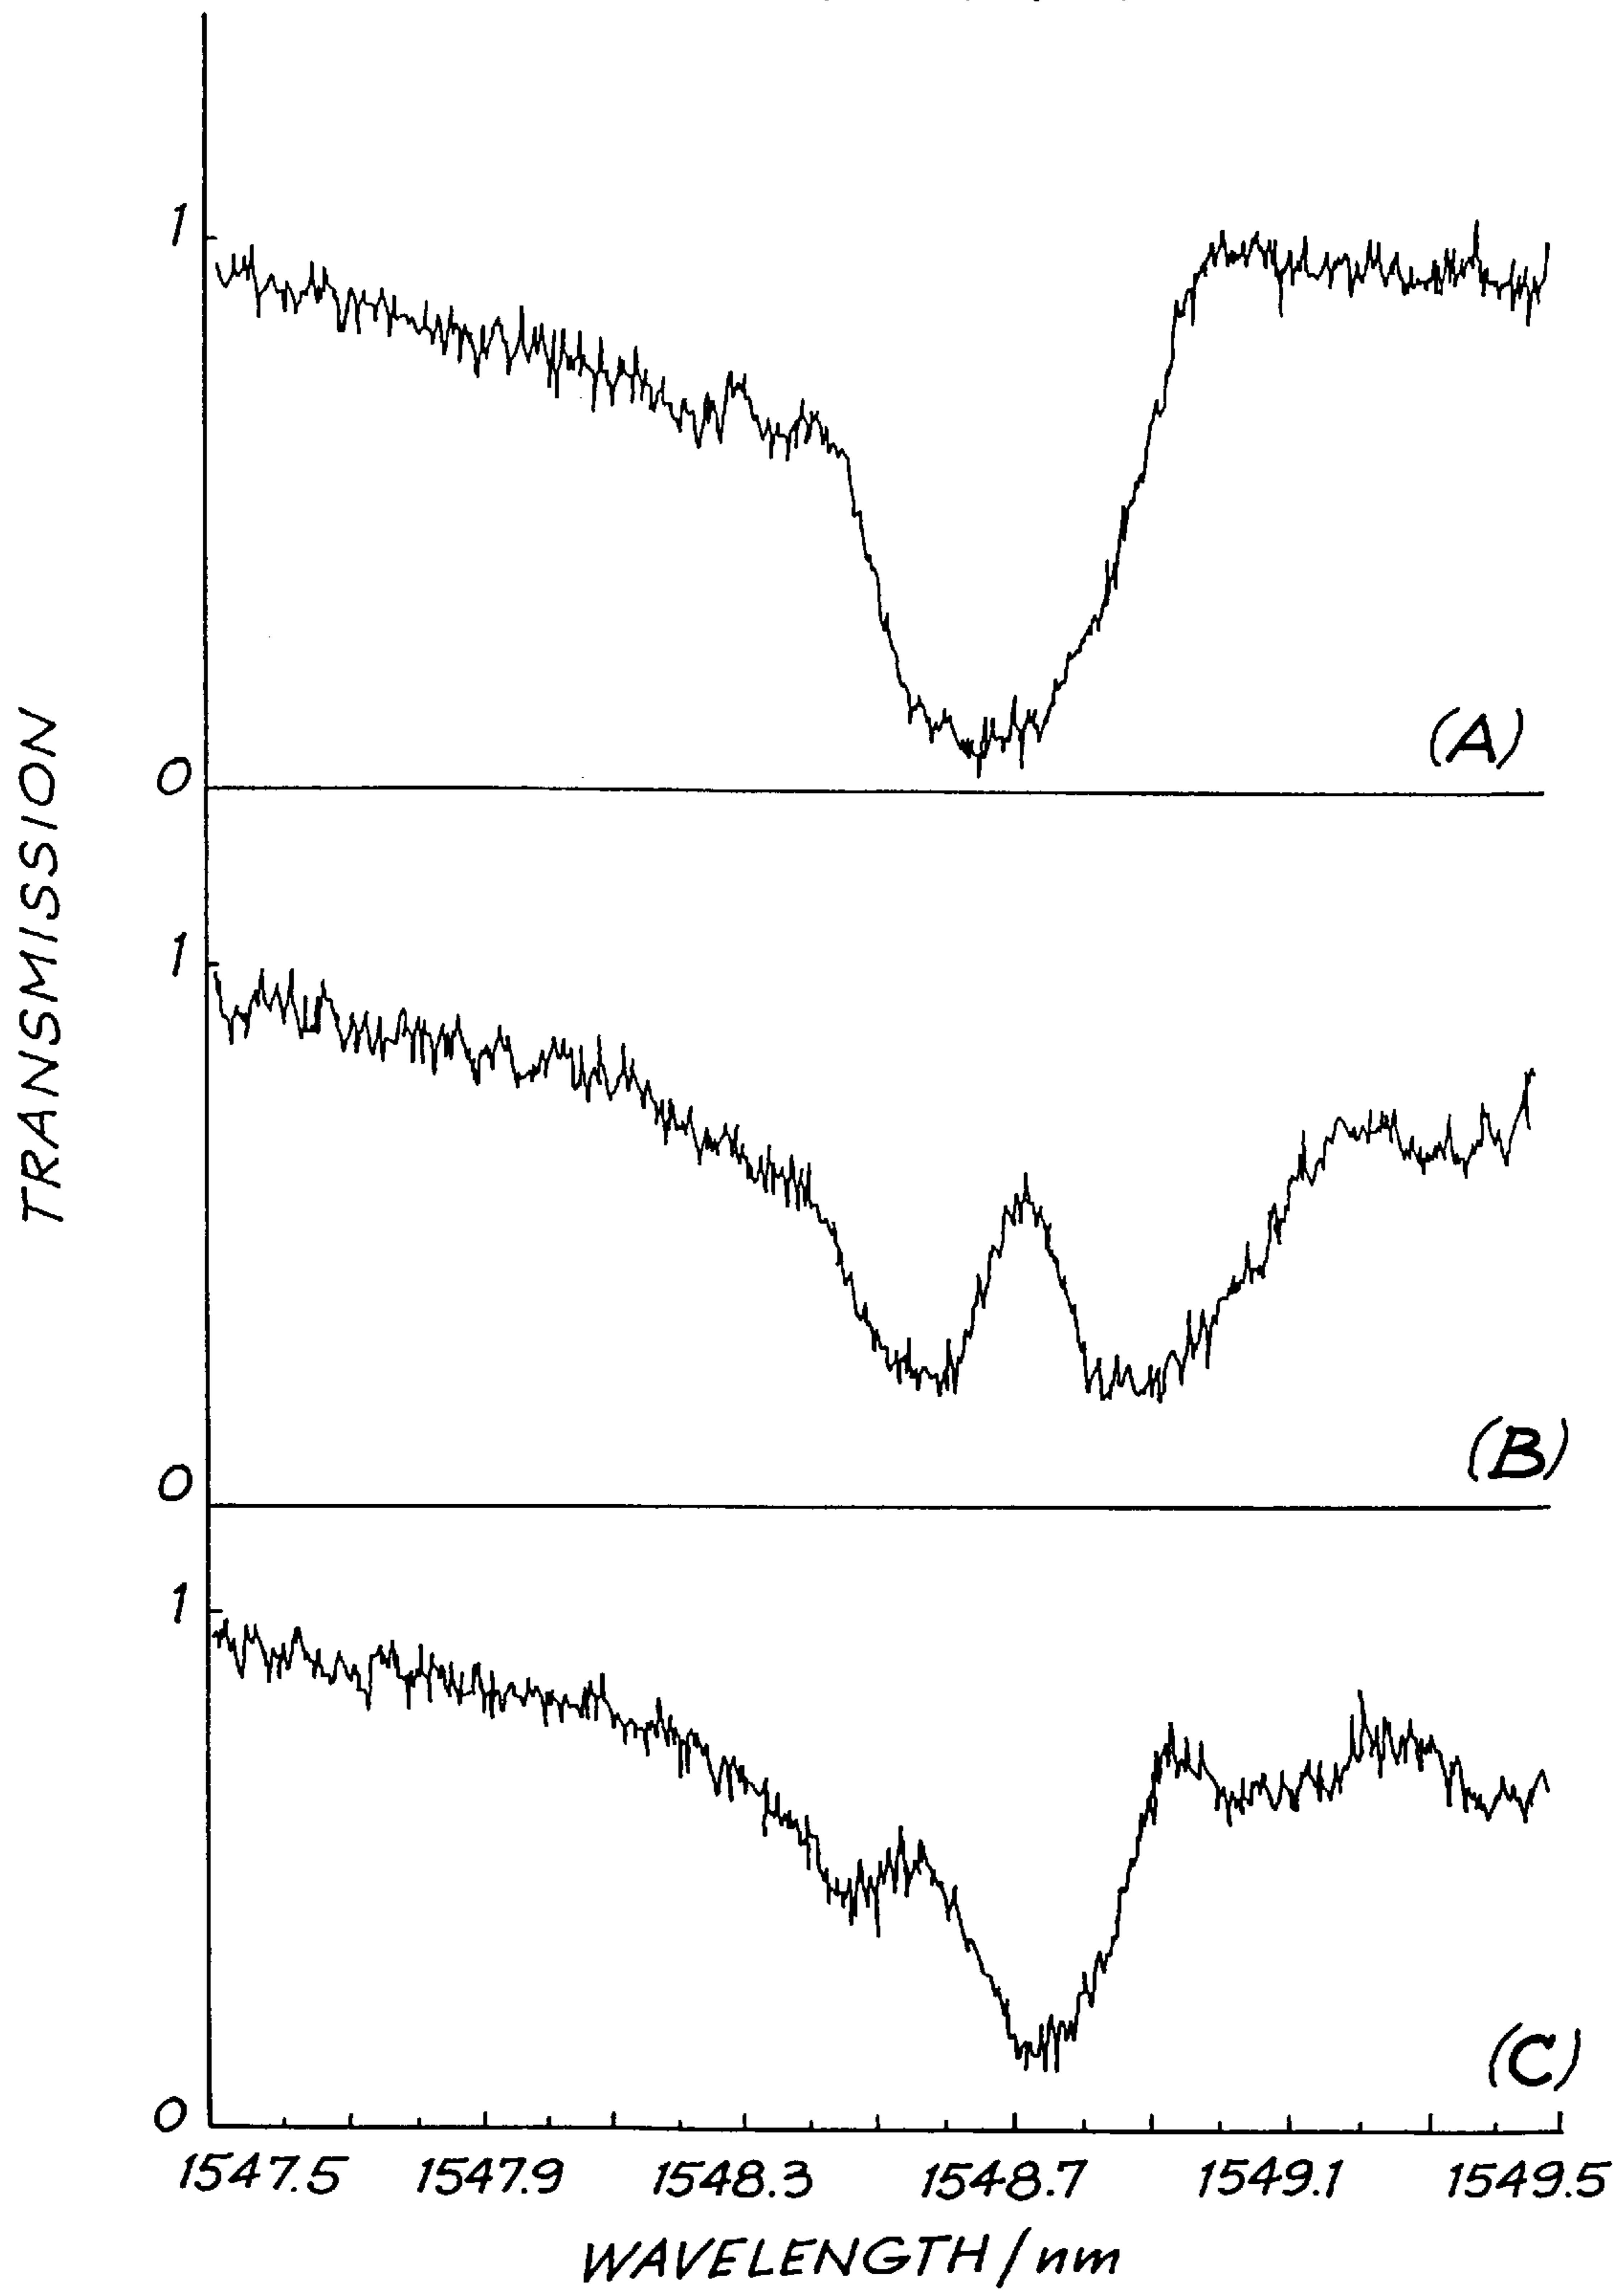 1
0
(A)
TRANSMISSION
1
0
(B)
1
0
(C)
1547.5 1547.9 1548.3 1548.7 1549.1 1549.5
WAVELENGTH/nm